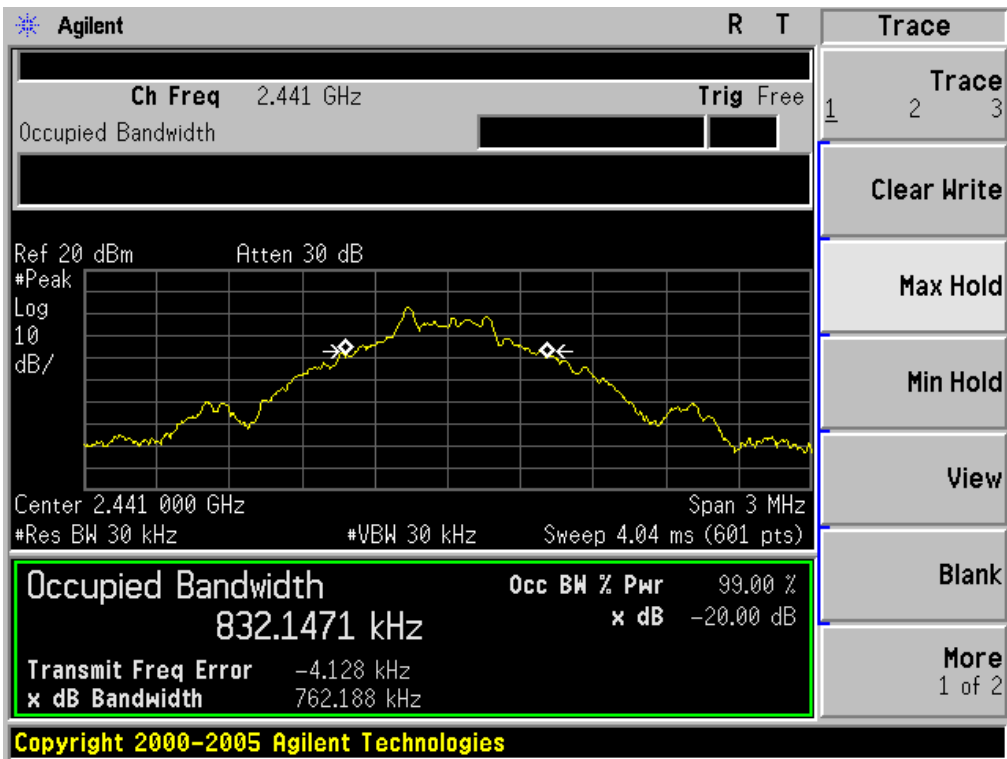 Agilent R T Trace
Trace
Ch Freq 2.441 GHz Trig Free
1 2 3
Occupied Bandwidth
Clear Write
Ref 20 dBm Atten 30 dB
#Peak
Log
10
dB/
Max Hold
Min Hold
View
Center 2.441 000 GHz Span 3 MHz
#Res BW 30 kHz #VBW 30 kHz Sweep 4.04 ms (601 pts)
Occupied Bandwidth
832.1471 kHz
Occ BW % Pwr 99.00 %
x dB -20.00 dB
Blank
Transmit Freq Error -4.128 kHz
x dB Bandwidth 762.188 kHz
More
1 of 2
Copyright 2000-2005 Agilent Technologies